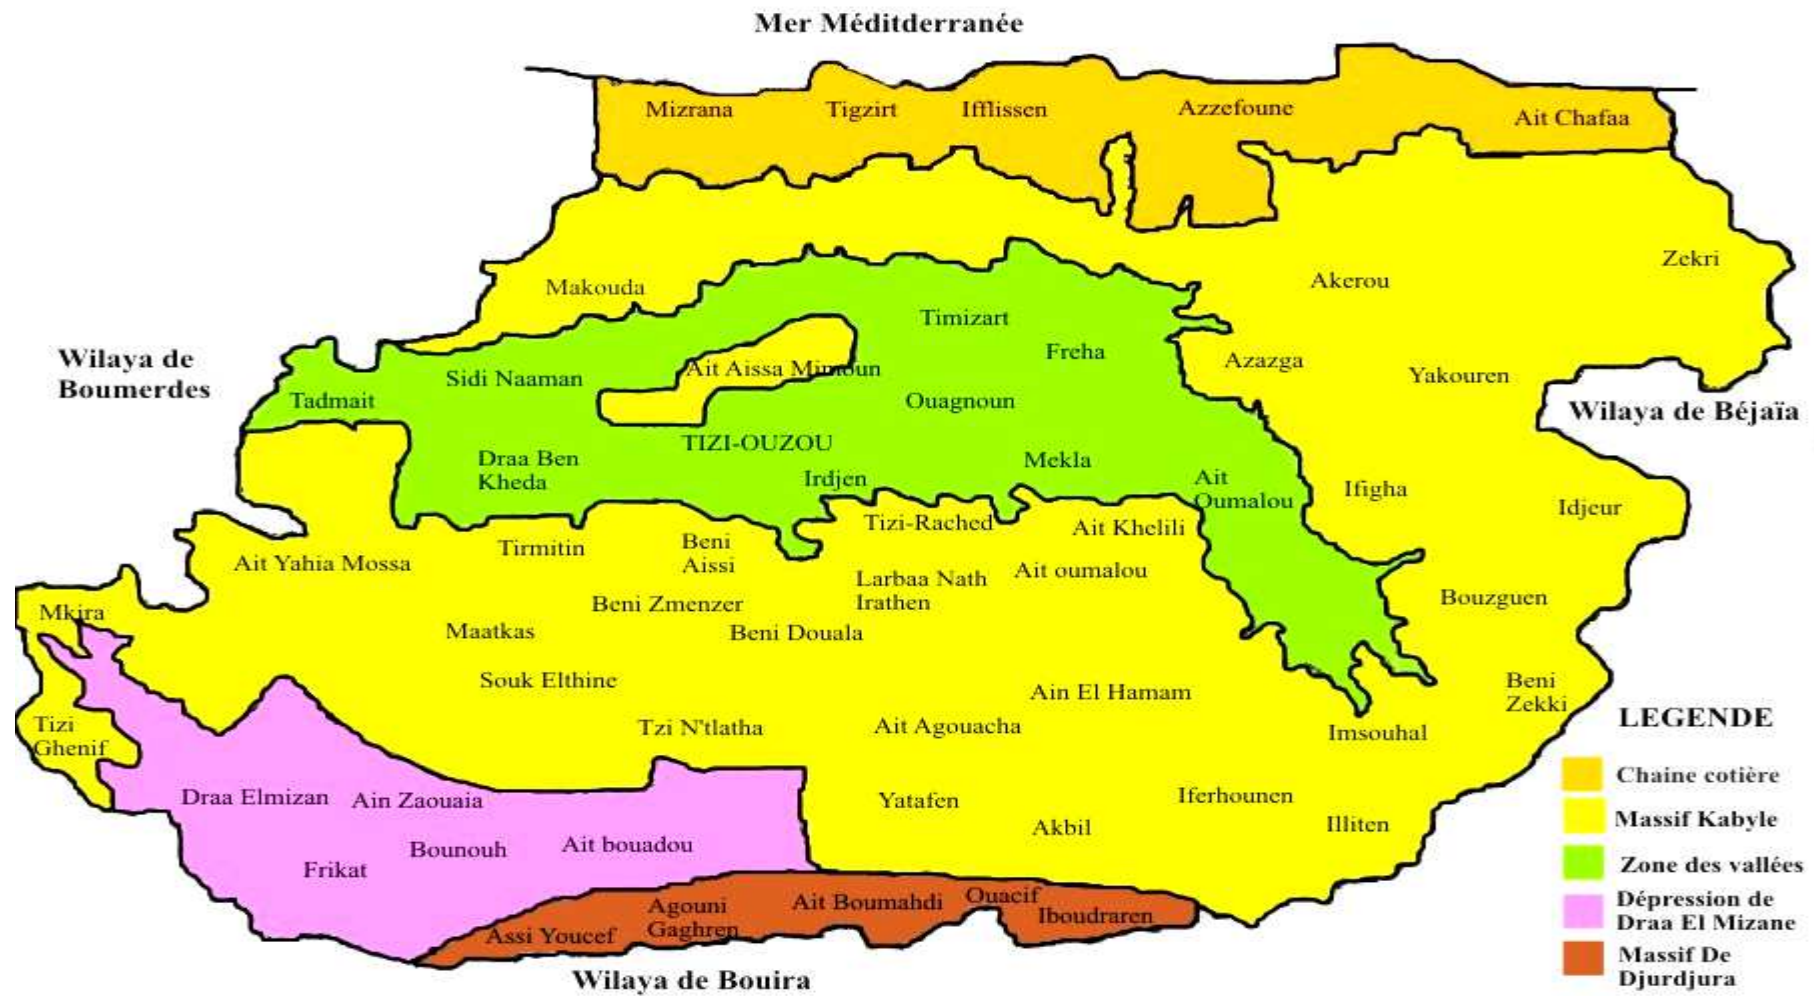 Mer Méditderranée
Mizrana
Tigzirt
Ifflissen
Azzefoune
Ait Chafaa
Zekri
Makouda
Akerou
Timizart
Freha
Azazga
Yakouren
Wilaya de
Boumerdes
Sidi Naaman
Ait Aissa Mimoun
Tadmait
Ouagnoun
Wilaya de Béjaïa
TIZI-OUZOU
Draa Ben
Kheda
Irdjen
Mekla
Ait
Oumalou
Ifigha
Idjeur
Tizi-Rached
Ait Khelili
Tirmitin
Beni
Aissi
Ait Yahia Mossa
Larbaa Nath
Irathen
Ait oumalou
Bouzguen
Mkira
Beni Zmenzer
Maatkas
Beni Douala
Souk Elthine
Ain El Hamam
Beni
Zekki
Tizi
Ghenif
Tzi N'tlatha
Ait Agouacha
Imsouhal
Draa Elmizan
Ain Zaouaia
Yatafen
Iferhounen
Akbil
Illiten
Bounouh
Ait bouadou
Frikat
Agouni
Gaghren
Ait Boumahdi
Ouacif
Iboudraren
Assi Youcef
Wilaya de Bouira
LEGENDE
Chaine cotière
Massif Kabyle
Zone des vallées
Dépression de
Draa El Mizane
Massif De
Djurdjura